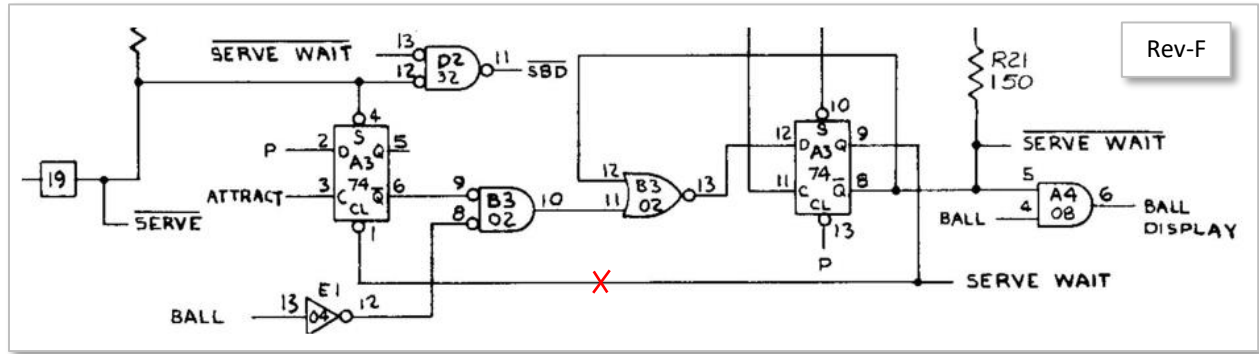 Rev-F
SERVE WAIT 13 D2 32 11 SBD
12
R21
150
4
10
2 D S Q 5
P A3
12 D S Q 9
A3
SERVE WAIT
19
ATTRACT 3 C 74 Q 6
9 B3 02 10
8
12 B3 02 13
11
11 C 74 Q 8
5 A4 08 6 BALL DISPLAY
BALL 4
SERVE
CL
1
CL
13
P
X
SERVE WAIT
E1
BALL 13 04 12